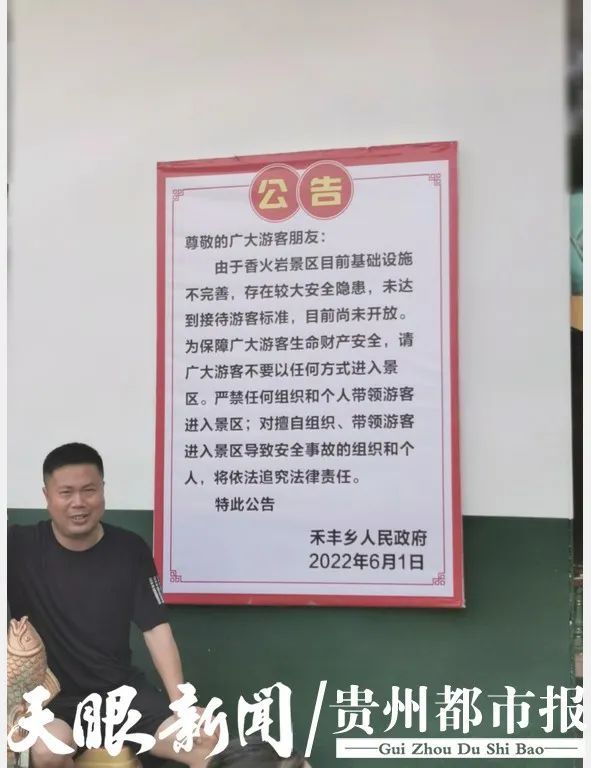 公告
尊敬的广大游客朋友：
由于香火岩景区目前基础设施
不完善，存在较大安全隐患，未达
到接待游客标准，目前尚未开放。
为保障广大游客生命财产安全，请
广大游客不要以任何方式进入景
区。严禁任何组织和个人带领游客
进入景区；对擅自组织、带领游客
进入景区导致安全事故的组织和个
人，将依法追究法律责任。
特此公告
禾丰乡人民政府
2022年6月1日
天眼新闻/贵州都市报
Gui Zhou Du Shi Bao